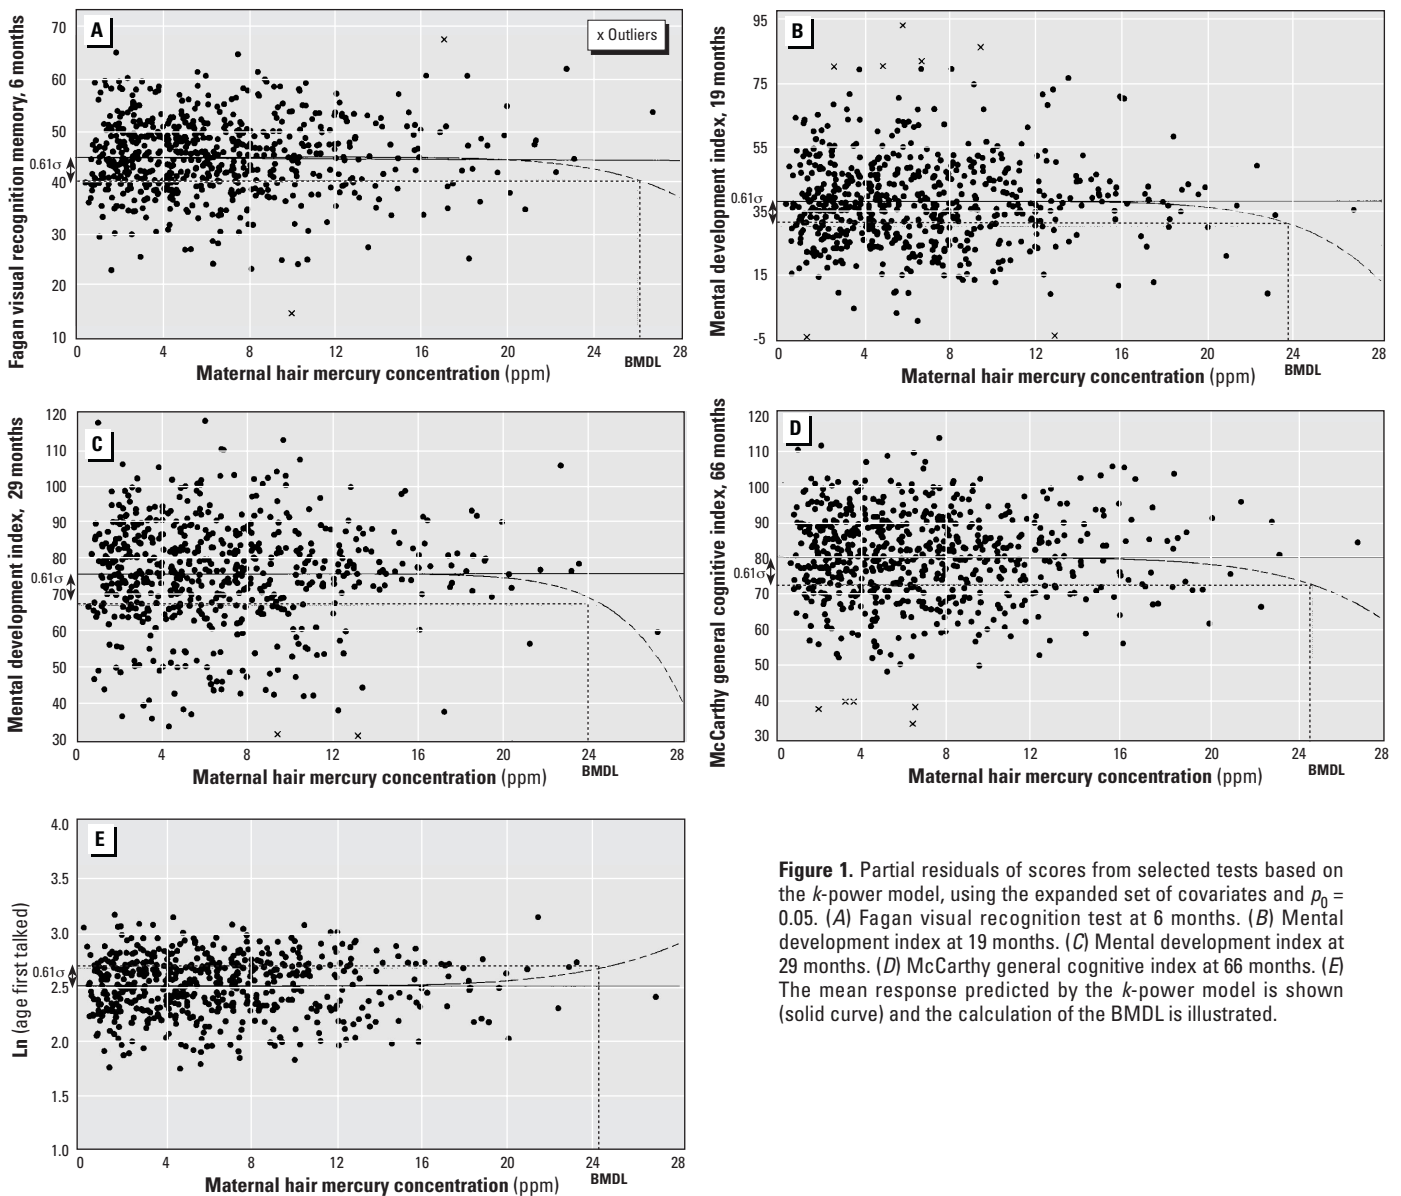 A
x Outliers
Fagan visual recognition memory, 6 months
70
60
50
40
30
20
10
0.61σ
0
4
8
12
16
20
24
28
BMDL
Maternal hair mercury concentration (ppm)
B
Mental development index, 19 months
95
75
55
35
15
-5
0.61σ
0
4
8
12
16
20
24
28
BMDL
Maternal hair mercury concentration (ppm)
C
Mental development index, 29 months
120
110
100
90
80
70
60
50
40
30
0.61σ
0
4
8
12
16
20
24
28
BMDL
Maternal hair mercury concentration (ppm)
D
McCarthy general cognitive index, 66 months
120
110
100
90
80
70
60
50
40
30
0.61σ
0
4
8
12
16
20
24
28
BMDL
Maternal hair mercury concentration (ppm)
E
Ln (age first talked)
4.0
3.5
3.0
2.5
2.0
1.5
1.0
0.61σ
0
4
8
12
16
20
24
28
BMDL
Maternal hair mercury concentration (ppm)
Figure 1. Partial residuals of scores from selected tests based on
the k-power model, using the expanded set of covariates and p0 =
0.05. (A) Fagan visual recognition test at 6 months. (B) Mental
development index at 19 months. (C) Mental development index at
29 months. (D) McCarthy general cognitive index at 66 months. (E)
The mean response predicted by the k-power model is shown
(solid curve) and the calculation of the BMDL is illustrated.